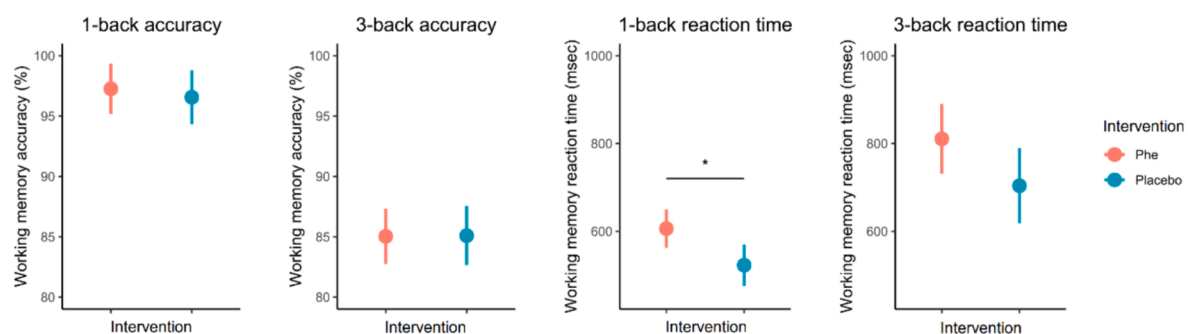 1-back accuracy
Working memory accuracy (%)
100
95
90
85
80
Intervention
3-back accuracy
Working memory accuracy (%)
100
95
90
85
80
Intervention
1-back reaction time
Working memory reaction time (msec)
1000
800
600
*
Intervention
3-back reaction time
Working memory reaction time (msec)
1000
800
600
Intervention
Intervention
Phe
Placebo